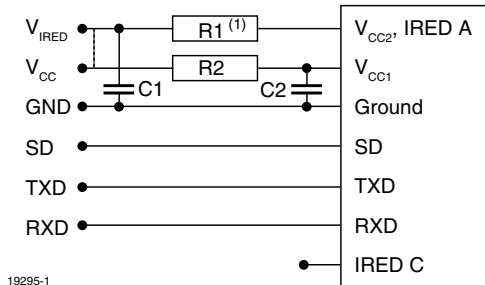 V_IRED R1 (1) V_CC2, IRED A
V_CC R2 V_CC1
C1 C2
GND Ground
SD SD
TXD TXD
RXD RXD
IRED C
19295-1